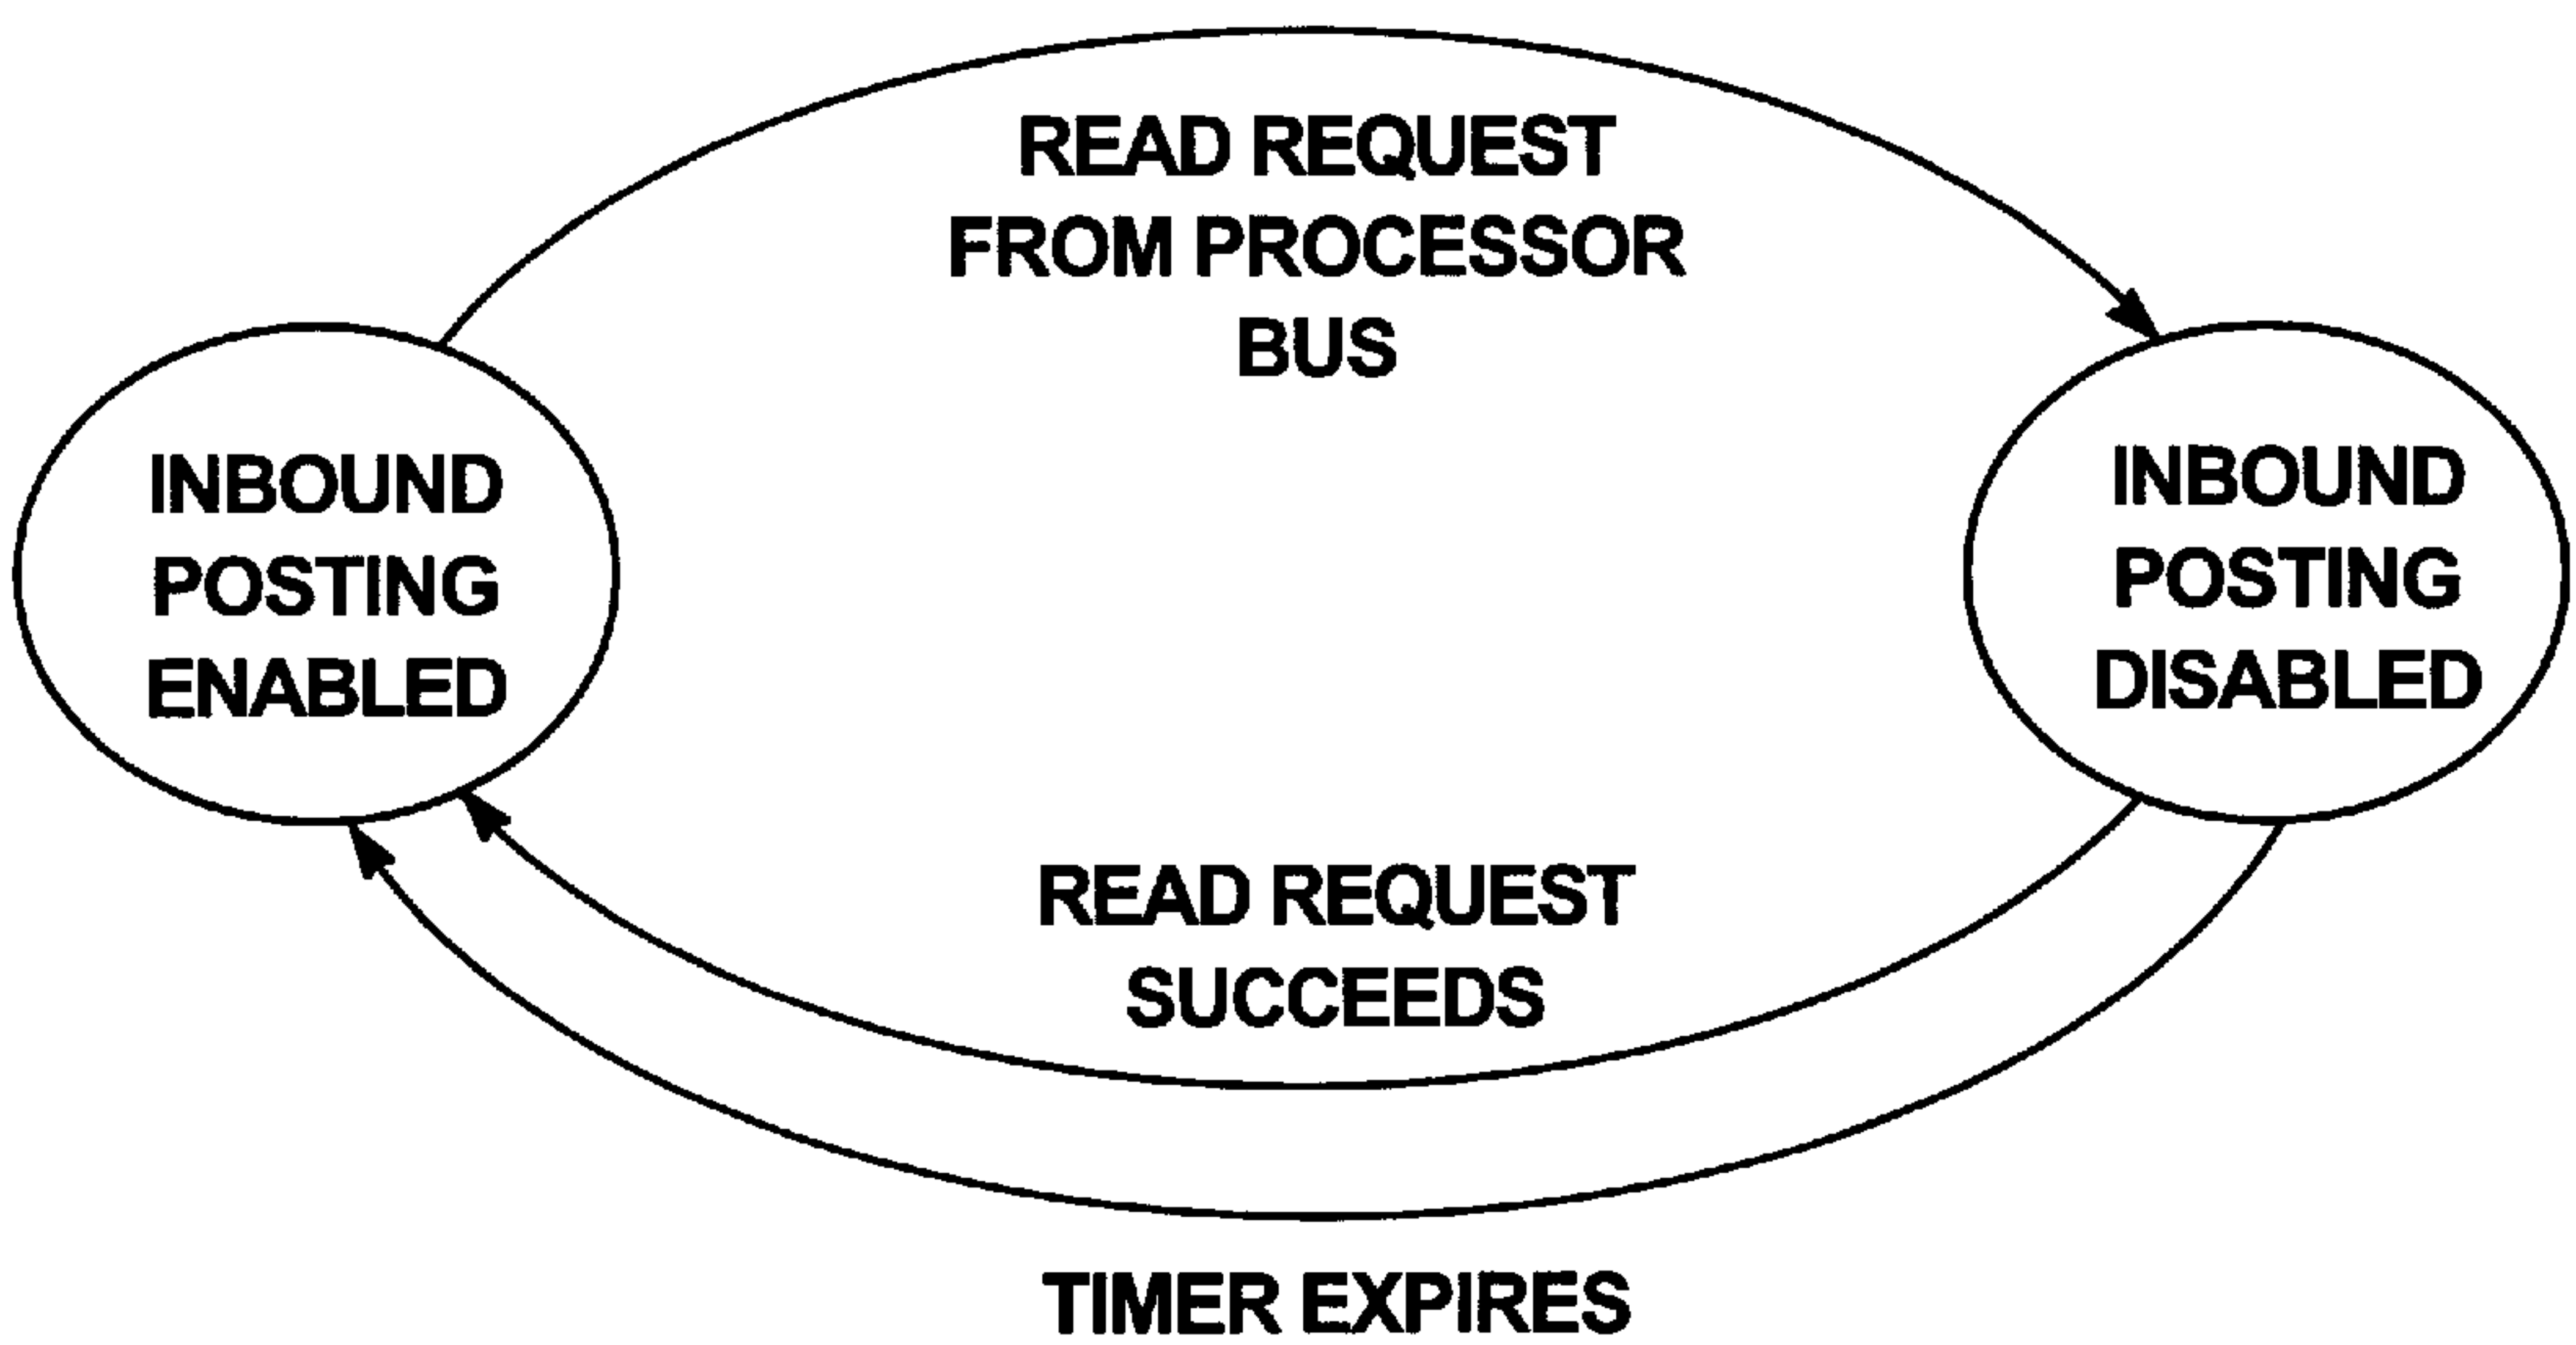 READ REQUEST
FROM PROCESSOR
BUS
INBOUND
POSTING
ENABLED
INBOUND
POSTING
DISABLED
READ REQUEST
SUCCEEDS
TIMER EXPIRES